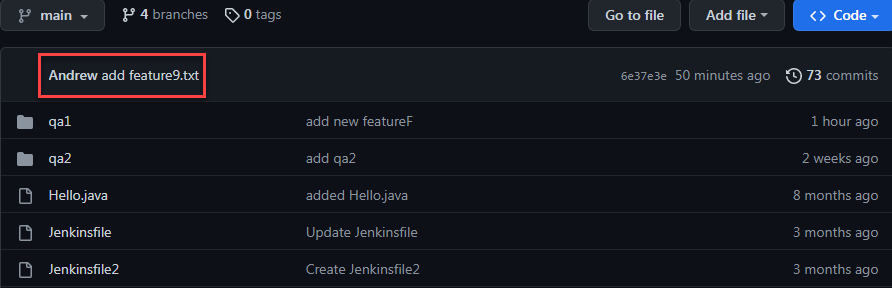 main 4 branches 0 tags Go to file Add file Code
Andrew add feature9.txt 6e37e3e 50 minutes ago 73 commits
qa1 add new featureF 1 hour ago
qa2 add qa2 2 weeks ago
Hello.java added Hello.java 8 months ago
Jenkinsfile Update Jenkinsfile 3 months ago
Jenkinsfile2 Create Jenkinsfile2 3 months ago